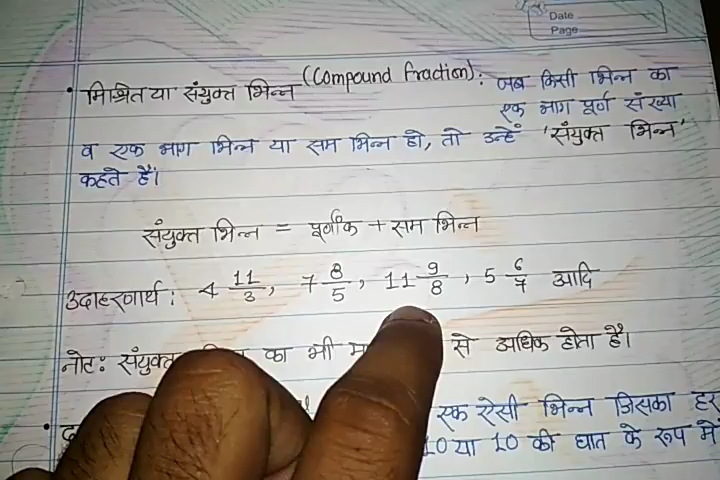 Date
Page
• मिश्रित या संयुक्त भिन्न (Compound fraction): जब किसी भिन्न का
एक भाग पूर्ण संख्या
व एक भाग भिन्न या सम भिन्न हो, तो उन्हें 'संयुक्त भिन्न'
कहते हैं।
संयुक्त भिन्न = पूर्णांक + सम भिन्न
उदाहरणार्थ : 4 11/3, 7 8/5, 11 9/8, 5 6/7 आदि
नोट: संयुक्त का भी से अधिक होता है।
• एक ऐसी भिन्न जिसका हर
10 या 10 की घात के रूप में